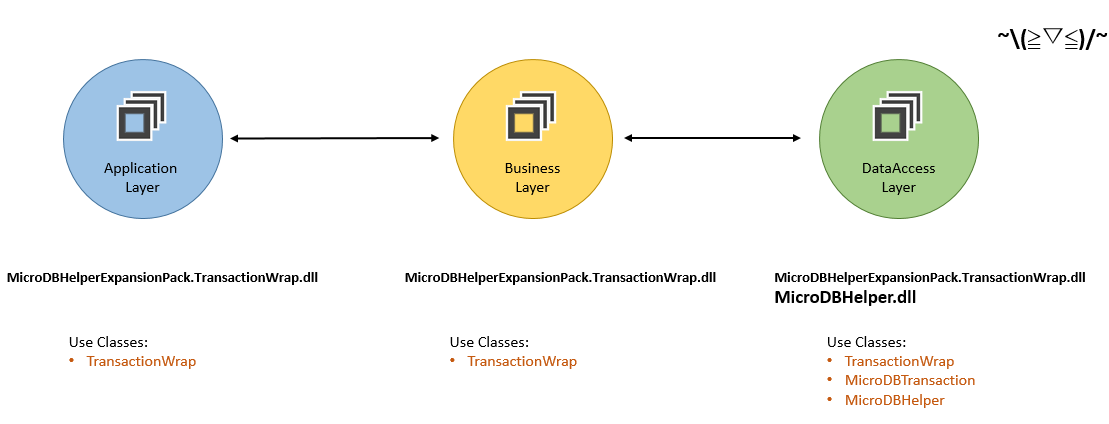 ~\(≧▽≦)/~
Application
Layer
Business
Layer
DataAccess
Layer
MicroDBHelperExpansionPack.TransactionWrap.dll
MicroDBHelperExpansionPack.TransactionWrap.dll
MicroDBHelperExpansionPack.TransactionWrap.dll
MicroDBHelper.dll
Use Classes:
• TransactionWrap
Use Classes:
• TransactionWrap
Use Classes:
• TransactionWrap
• MicroDBTransaction
• MicroDBHelper